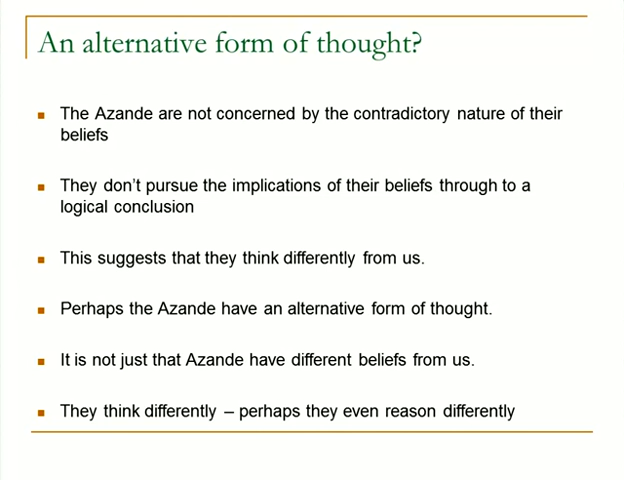 An alternative form of thought?
The Azande are not concerned by the contradictory nature of their
beliefs
They don't pursue the implications of their beliefs through to a
logical conclusion
This suggests that they think differently from us.
Perhaps the Azande have an alternative form of thought.
It is not just that Azande have different beliefs from us.
They think differently – perhaps they even reason differently